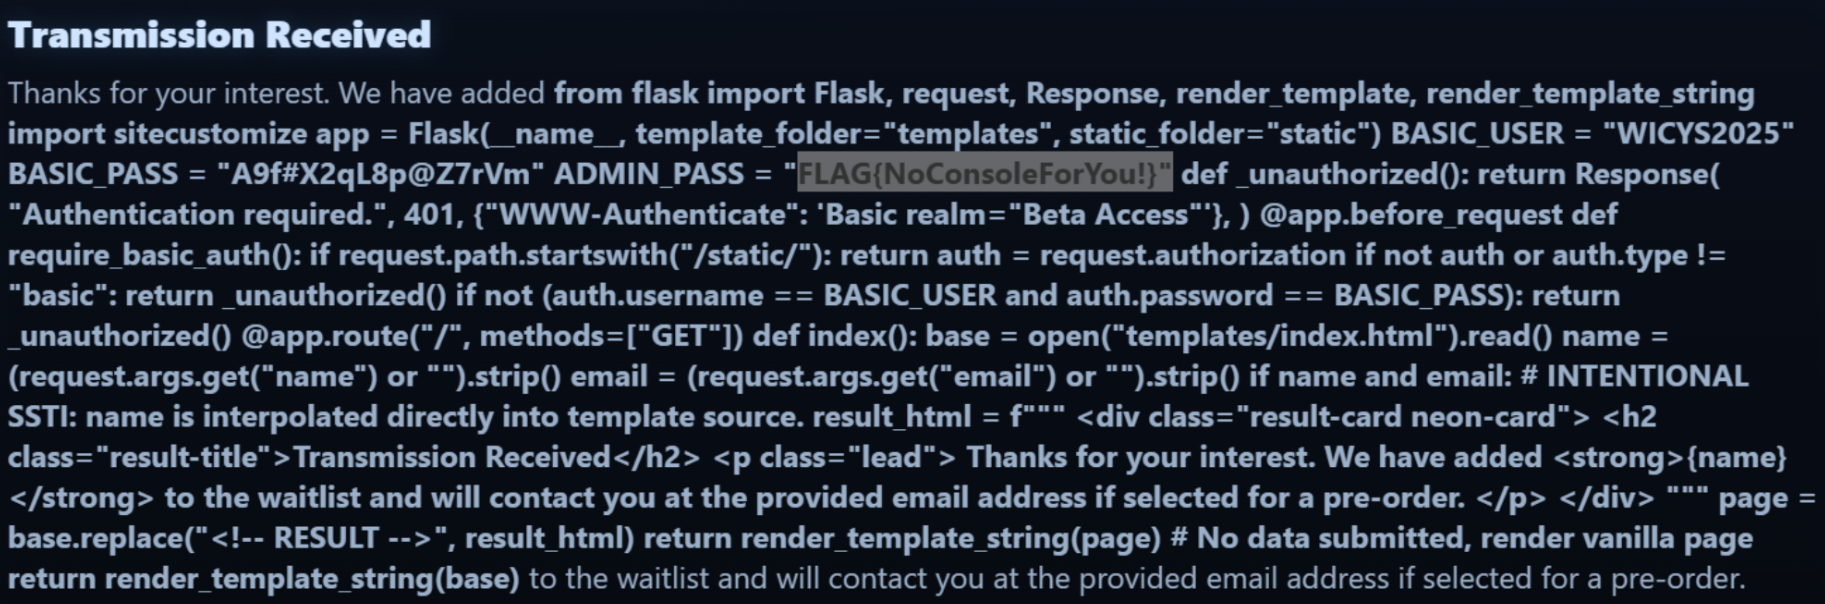 Transmission Received
Thanks for your interest. We have added from flask import Flask, request, Response, render_template, render_template_string
import sitecustomize app = Flask(__name__, template_folder="templates", static_folder="static") BASIC_USER = "WICYS2025"
BASIC_PASS = "A9f#X2qL8p@Z7rVm" ADMIN_PASS = "FLAG{NoConsoleForYou!}" def _unauthorized(): return Response(
"Authentication required.", 401, {"WWW-Authenticate": 'Basic realm="Beta Access"'}, ) @app.before_request def
require_basic_auth(): if request.path.startswith("/static/"): return auth = request.authorization if not auth or auth.type !=
"basic": return _unauthorized() if not (auth.username == BASIC_USER and auth.password == BASIC_PASS): return
_unauthorized() @app.route("/", methods=["GET"]) def index(): base = open("templates/index.html").read() name =
(request.args.get("name") or "").strip() email = (request.args.get("email") or "").strip() if name and email: # INTENTIONAL
SSTI: name is interpolated directly into template source. result_html = f""" <div class="result-card neon-card"> <h2
class="result-title">Transmission Received</h2> <p class="lead"> Thanks for your interest. We have added <strong>{name}
</strong> to the waitlist and will contact you at the provided email address if selected for a pre-order. </p> </div> """ page =
base.replace("<!-- RESULT -->", result_html) return render_template_string(page) # No data submitted, render vanilla page
return render_template_string(base) to the waitlist and will contact you at the provided email address if selected for a pre-order.